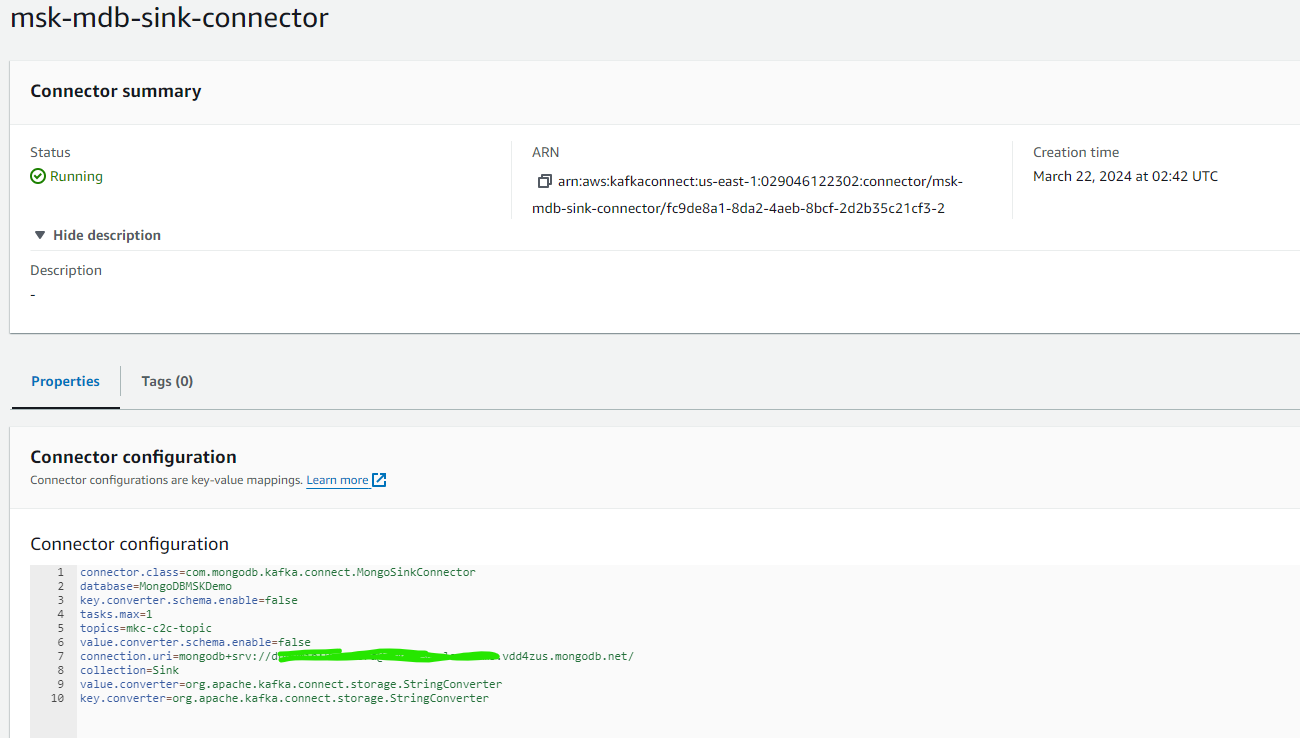 msk-mdb-sink-connector
Connector summary
Status
Running
ARN
arn:aws:kafkaconnect:us-east-1:029046122302:connector/msk-
mdb-sink-connector/fc9de8a1-8da2-4aeb-8bcf-2d2b35c21cf3-2
Creation time
March 22, 2024 at 02:42 UTC
Hide description
Description
-
Properties
Tags (0)
Connector configuration
Connector configurations are key-value mappings. Learn more
Connector configuration
1 connector.class=com.mongodb.kafka.connect.MongoSinkConnector
2 database=MongoDBMSKDemo
3 key.converter.schema.enable=false
4 tasks.max=1
5 topics=mkc-c2c-topic
6 value.converter.schema.enable=false
7 connection.uri=mongodb+srv://d .vdd4zus.mongodb.net/
8 collection=Sink
9 value.converter=org.apache.kafka.connect.storage.StringConverter
10 key.converter=org.apache.kafka.connect.storage.StringConverter